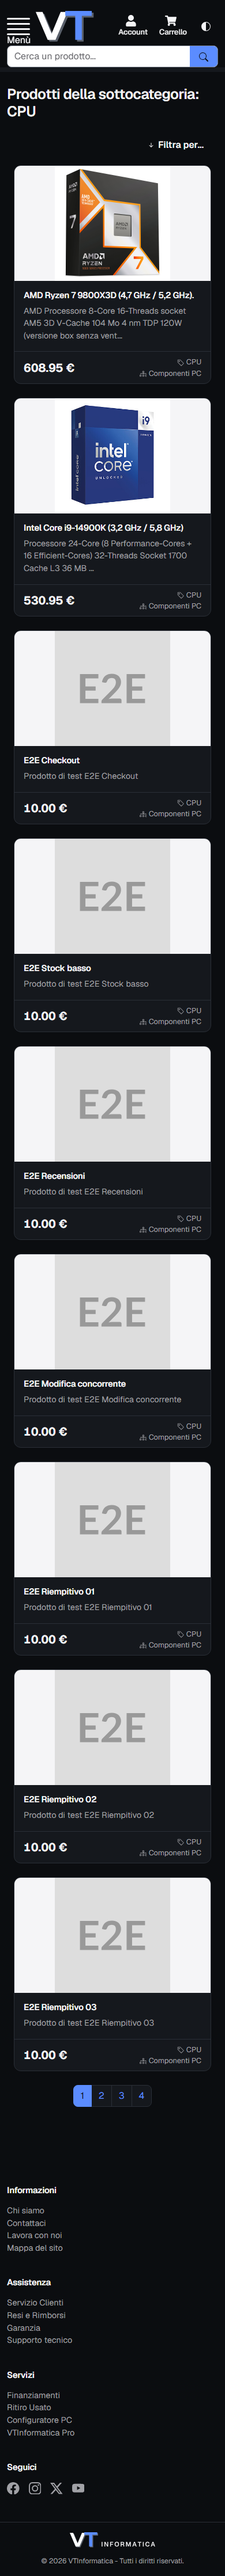 Menù
VT
Account
Carrello
Cerca un prodotto...
Prodotti della sottocategoria:
CPU
Filtra per...
AMD
RYZEN
7
AMD Ryzen 7 9800X3D (4,7 GHz / 5,2 GHz).
AMD Processore 8-Core 16-Threads socket
AM5 3D V-Cache 104 Mo 4 nm TDP 120W
(versione box senza vent...
608.95 €
CPU
Componenti PC
intel
CORE
i9
UNLOCKED
Intel Core i9-14900K (3,2 GHz / 5,8 GHz)
Processore 24-Core (8 Performance-Cores +
16 Efficient-Cores) 32-Threads Socket 1700
Cache L3 36 MB ...
530.95 €
CPU
Componenti PC
E2E
E2E Checkout
Prodotto di test E2E Checkout
10.00 €
CPU
Componenti PC
E2E
E2E Stock basso
Prodotto di test E2E Stock basso
10.00 €
CPU
Componenti PC
E2E
E2E Recensioni
Prodotto di test E2E Recensioni
10.00 €
CPU
Componenti PC
E2E
E2E Modifica concorrente
Prodotto di test E2E Modifica concorrente
10.00 €
CPU
Componenti PC
E2E
E2E Riempitivo 01
Prodotto di test E2E Riempitivo 01
10.00 €
CPU
Componenti PC
E2E
E2E Riempitivo 02
Prodotto di test E2E Riempitivo 02
10.00 €
CPU
Componenti PC
E2E
E2E Riempitivo 03
Prodotto di test E2E Riempitivo 03
10.00 €
CPU
Componenti PC
1 2 3 4
Informazioni
Chi siamo
Contattaci
Lavora con noi
Mappa del sito
Assistenza
Servizio Clienti
Resi e Rimborsi
Garanzia
Supporto tecnico
Servizi
Finanziamenti
Ritiro Usato
Configuratore PC
VTInformatica Pro
Seguici
VT INFORMATICA
© 2026 VTInformatica - Tutti i diritti riservati.